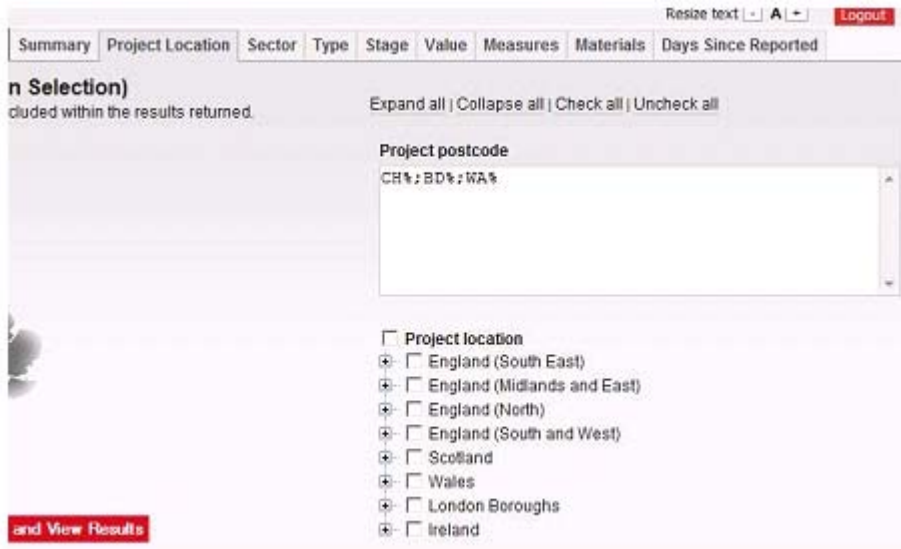 Resize text - A +
Logout
Summary Project Location Sector Type Stage Value Measures Materials Days Since Reported
n Selection)
cluded within the results returned.
Expand all | Collapse all | Check all | Uncheck all
Project postcode
CH%;BD%;WA%
Project location
England (South East)
England (Midlands and East)
England (North)
England (South and West)
Scotland
Wales
London Boroughs
Ireland
and View Results